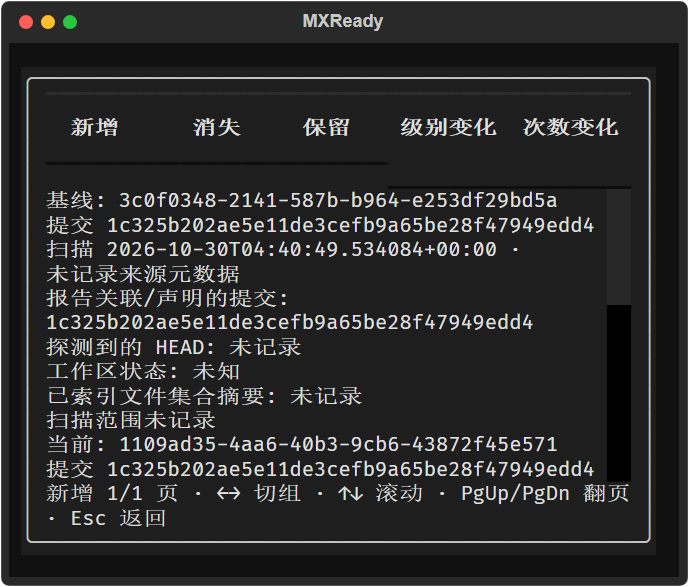 MXReady
新增 消失 保留 级别变化 次数变化
基线: 3c0f0348-2141-587b-b964-e253df29bd5a
提交 1c325b202ae5e11de3cefb9a65be28f47949edd4
扫描 2026-10-30T04:40:49.534084+00:00 ·
未记录来源元数据
报告关联/声明的提交:
1c325b202ae5e11de3cefb9a65be28f47949edd4
探测到的 HEAD: 未记录
工作区状态: 未知
已索引文件集合摘要: 未记录
扫描范围未记录
当前: 1109ad35-4aa6-40b3-9cb6-43872f45e571
提交 1c325b202ae5e11de3cefb9a65be28f47949edd4
新增 1/1 页 · ↔ 切组 · ↑↓ 滚动 · PgUp/PgDn 翻页
· Esc 返回